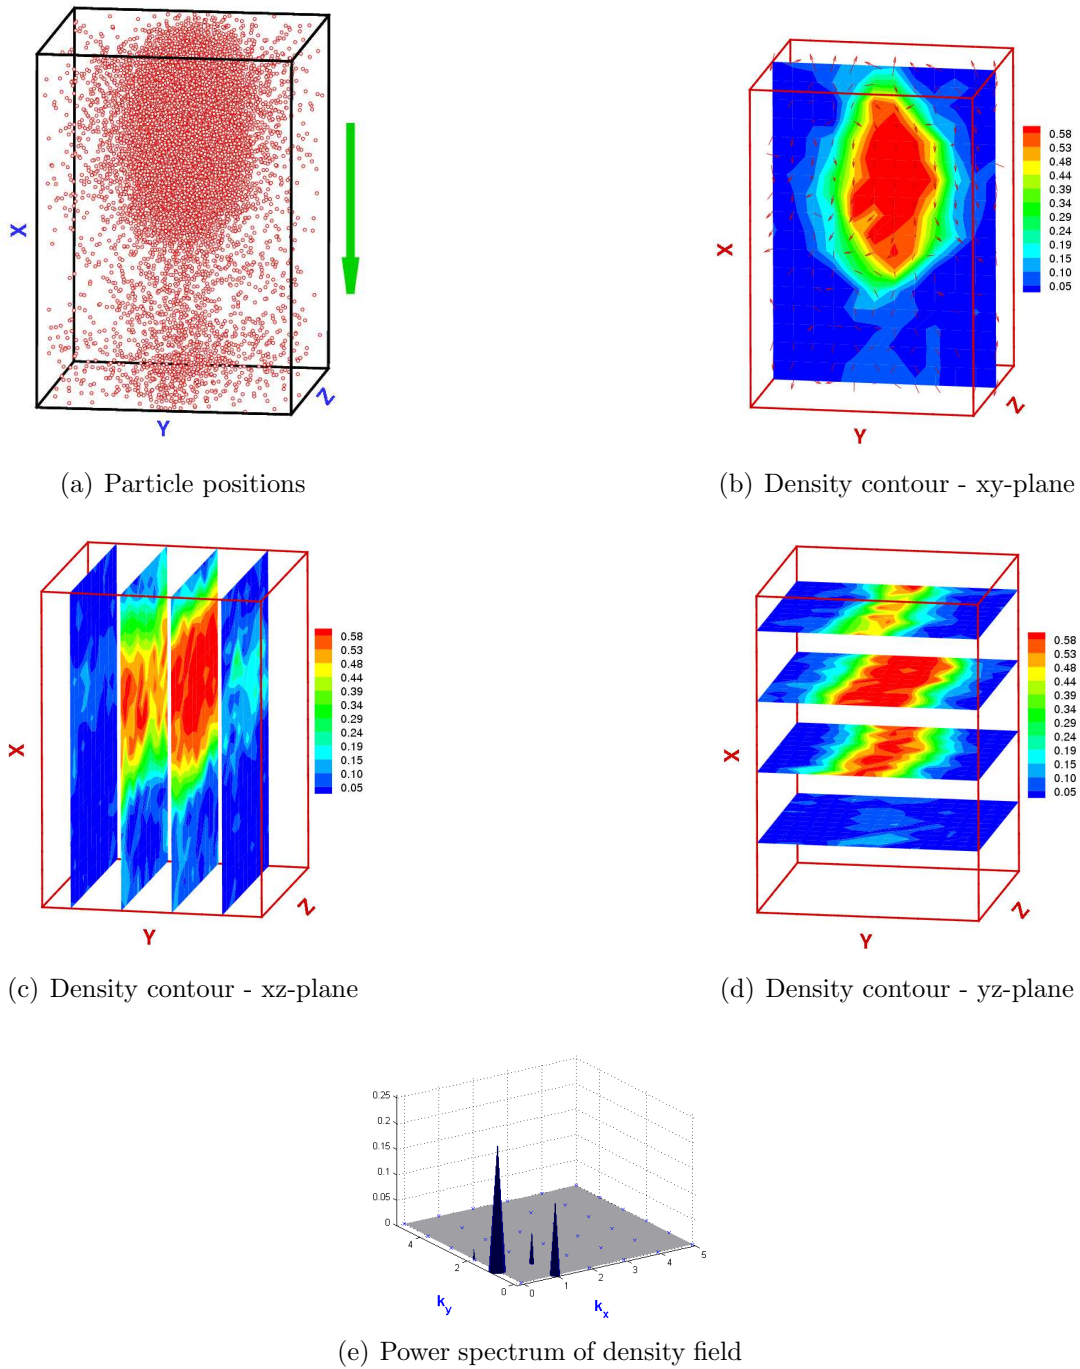 X
Y
Z
(a) Particle positions
X
Y
Z
0.58
0.53
0.48
0.44
0.39
0.34
0.29
0.24
0.19
0.15
0.10
0.05
(b) Density contour - xy-plane
X
Y
Z
0.58
0.53
0.48
0.44
0.39
0.34
0.29
0.24
0.19
0.15
0.10
0.05
(c) Density contour - xz-plane
X
Y
Z
0.58
0.53
0.48
0.44
0.39
0.34
0.29
0.24
0.19
0.15
0.10
0.05
(d) Density contour - yz-plane
0.25
0.2
0.15
0.1
0.05
0
4
2
0
k_y
0
1
2
3
4
5
k_x
(e) Power spectrum of density field